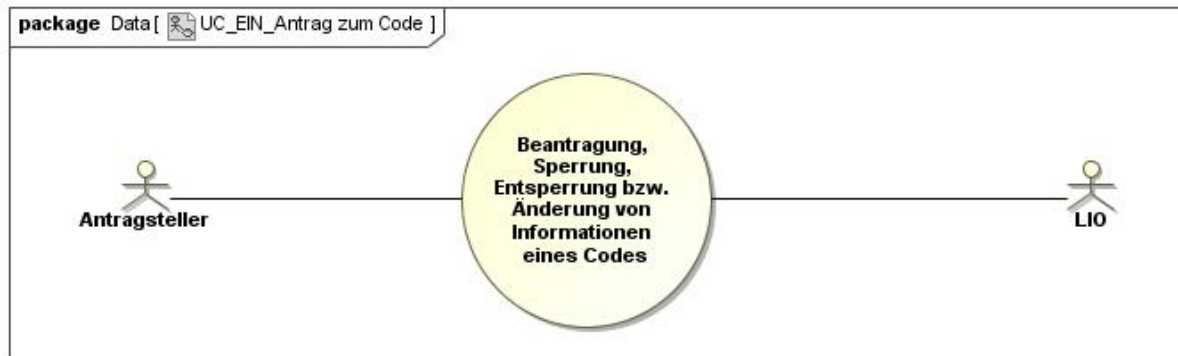 package Data [ UC_EIN_Antrag zum Code ]
Beantragung,
Sperrung,
Entsperrung bzw.
Änderung von
Informationen
eines Codes
Antragsteller
LIO